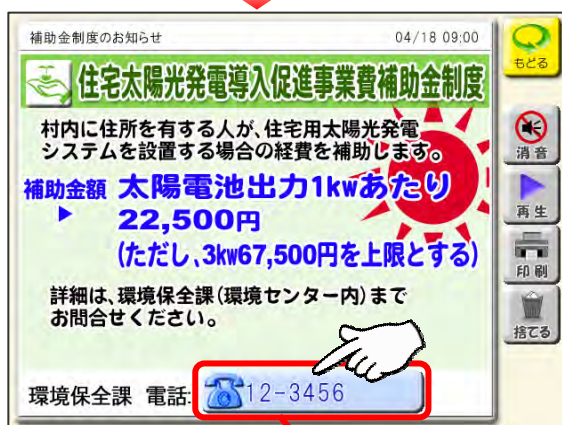 補助金制度のお知らせ 04/18 09:00
住宅太陽光発電導入促進事業費補助金制度
村内に住所を有する人が、住宅用太陽光発電
システムを設置する場合の経費を補助します。
補助金額 太陽電池出力1kwあたり
22,500円
(ただし、3kw67,500円を上限とする)
詳細は、環境保全課(環境センター内)まで
お問合せください。
環境保全課 電話: 12-3456
もどる
消音
再生
印刷
捨てる